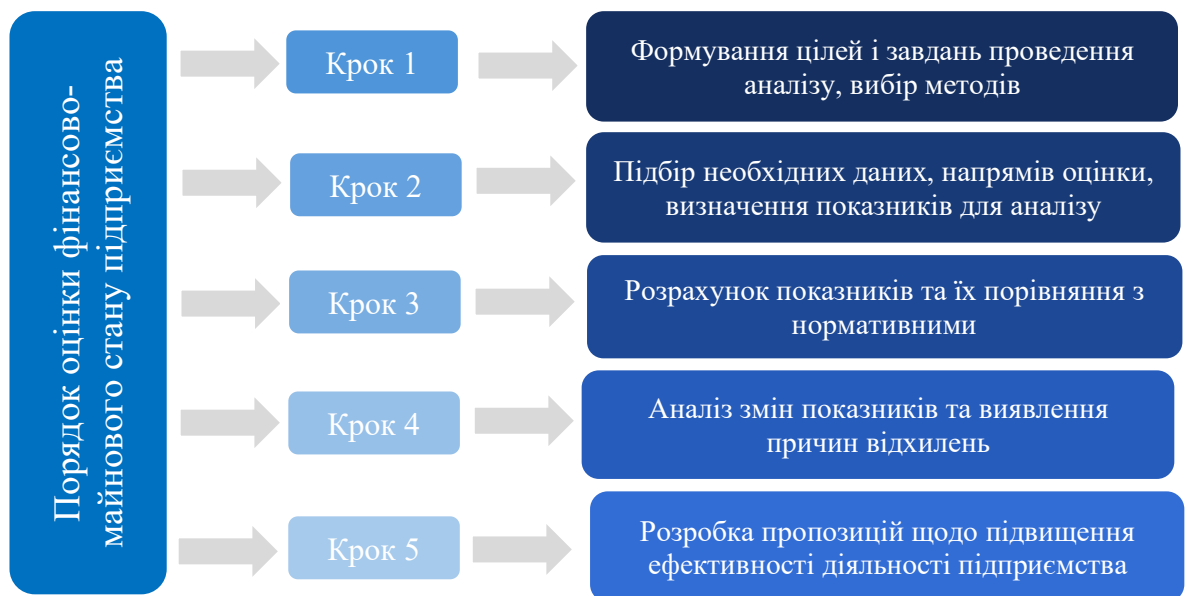 Порядок оцінки фінансово-
майнового стану підприємства
Крок 1
Формування цілей і завдань проведення
аналізу, вибір методів
Крок 2
Підбір необхідних даних, напрямів оцінки,
визначення показників для аналізу
Крок 3
Розрахунок показників та їх порівняння з
нормативними
Крок 4
Аналіз змін показників та виявлення
причин відхилень
Крок 5
Розробка пропозицій щодо підвищення
ефективності діяльності підприємства